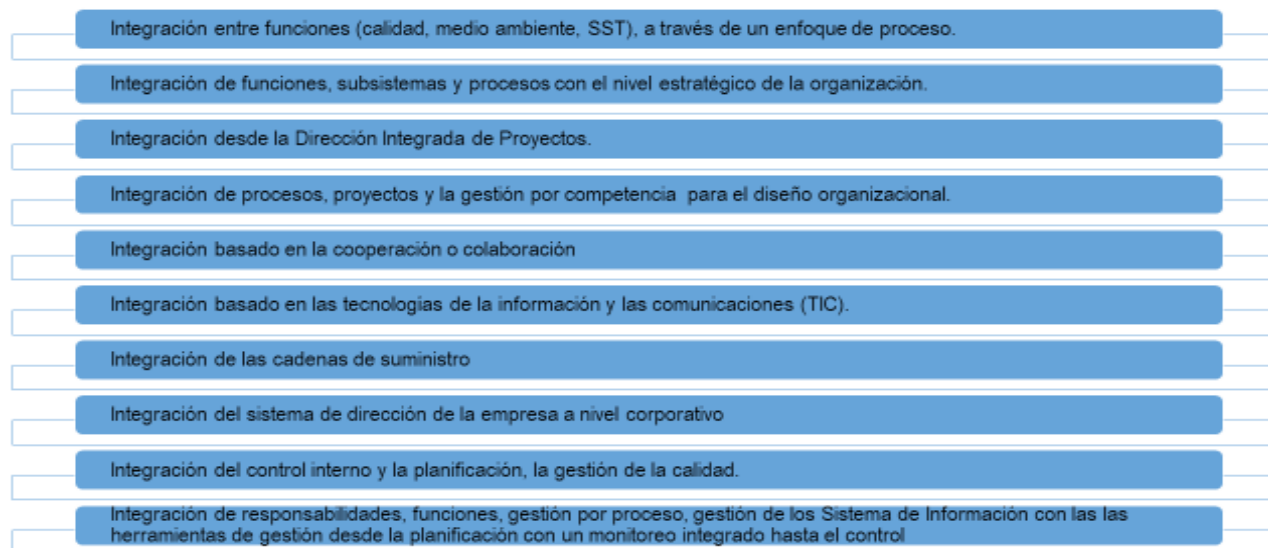 Integración entre funciones (calidad, medio ambiente, SST), a través de un enfoque de proceso.
Integración de funciones, subsistemas y procesos con el nivel estratégico de la organización.
Integración desde la Dirección Integrada de Proyectos.
Integración de procesos, proyectos y la gestión por competencia  para el diseño organizacional.
Integración basado en la cooperación o colaboración
Integración basado en las tecnologías de la información y las comunicaciones (TIC).
Integración de las cadenas de suministro
Integración del sistema de dirección de la empresa a nivel corporativo
Integración del control interno y la planificación, la gestión de la calidad.
Integración de responsabilidades, funciones, gestión por proceso, gestión de los Sistema de Información con las las
herramientas de gestión desde la planificación con un monitoreo integrado hasta el control